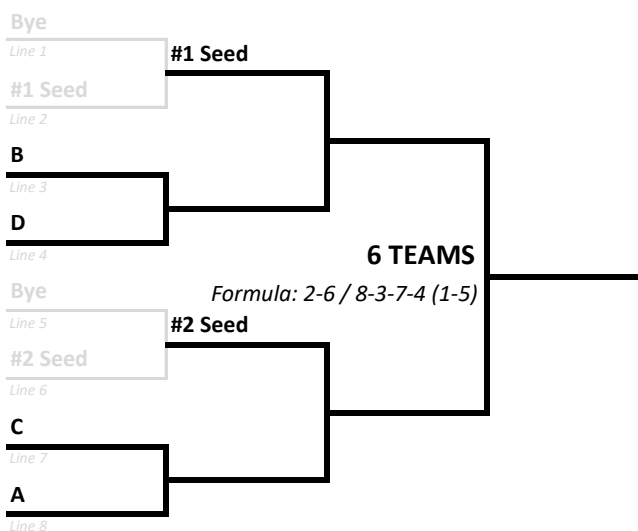 Bye
Line 1
#1 Seed
#1 Seed
Line 2
B
Line 3
D
Line 4
6 TEAMS
Bye
Formula: 2-6 / 8-3-7-4 (1-5)
Line 5
#2 Seed
#2 Seed
Line 6
C
Line 7
A
Line 8